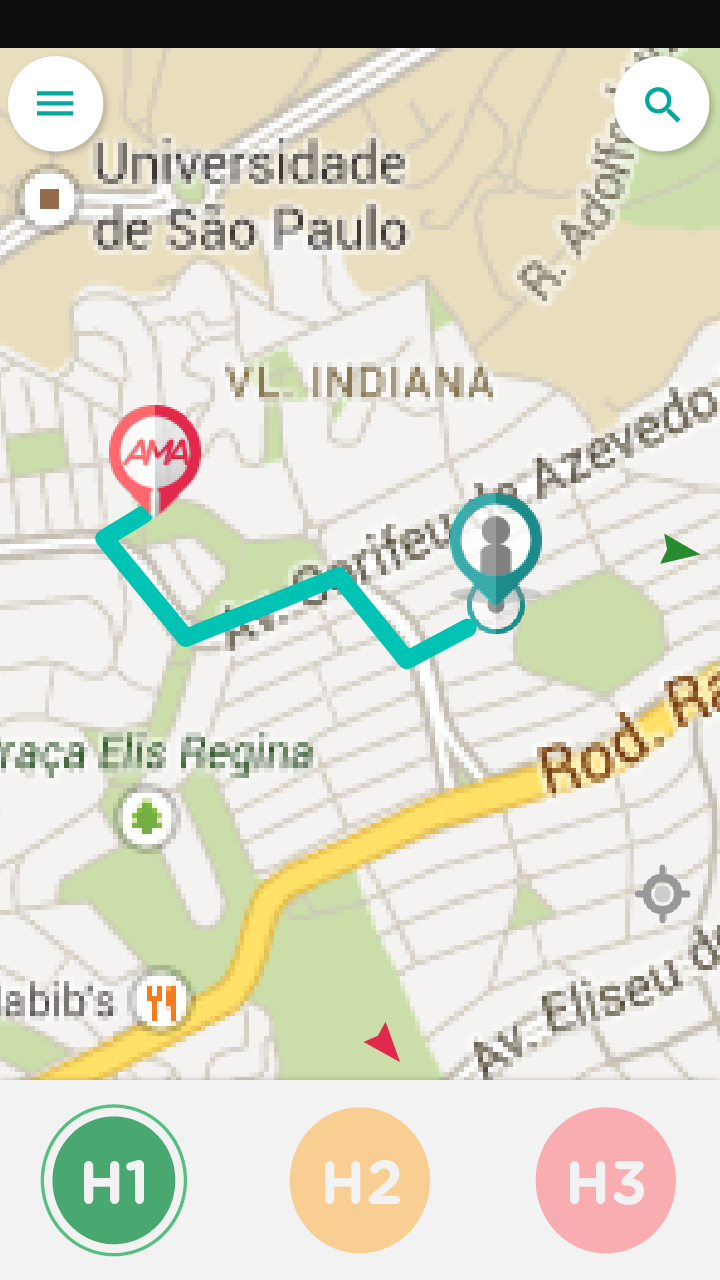 Universidade
de São Paulo
R. Adolfo
VL. INDIANA
AMA
Av. Corifeu de Azevedo
Rod. Ra
raça Elis Regina
abib's
Av. Eliseu de
H1
H2
H3